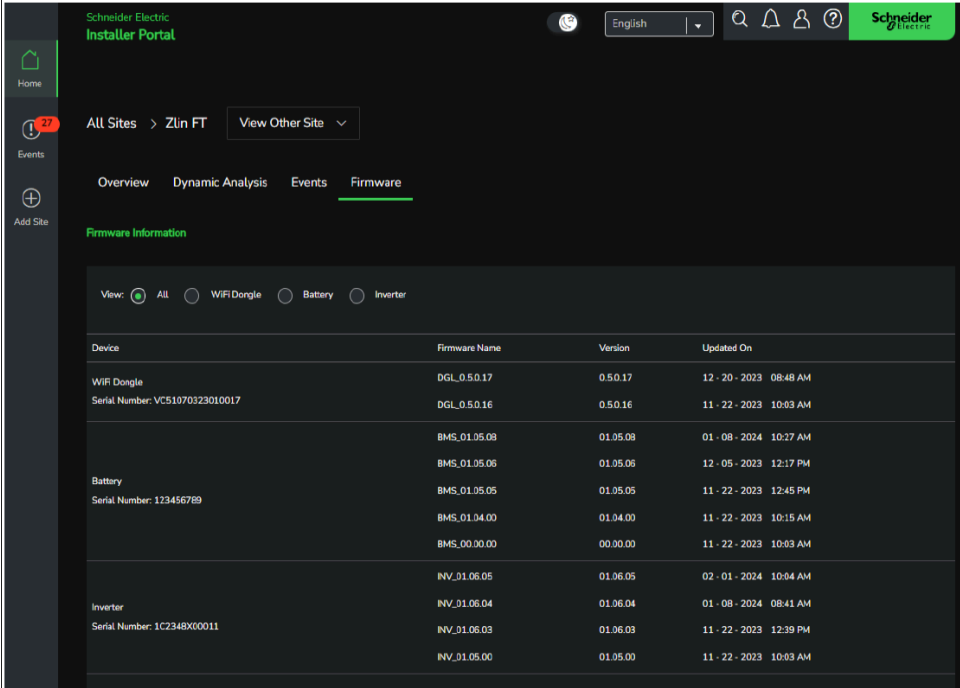 Schneider Electric
Installer Portal
English
Schneider
Electric
Home
27
Events
Add Site
All Sites > Zlin FT View Other Site
Overview Dynamic Analysis Events Firmware
Firmware Information
View: All WiFi Dongle Battery Inverter
Device Firmware Name Version Updated On
WiFi Dongle
Serial Number: VC51070323010017
DGL_0.5.0.17 0.5.0.17 12 - 20 - 2023 08:48 AM
DGL_0.5.0.16 0.5.0.16 11 - 22 - 2023 10:03 AM
Battery
Serial Number: 123456789
BMS_01.05.08 01.05.08 01 - 08 - 2024 10:27 AM
BMS_01.05.06 01.05.06 12 - 05 - 2023 12:17 PM
BMS_01.05.05 01.05.05 11 - 22 - 2023 12:45 PM
BMS_01.04.00 01.04.00 11 - 22 - 2023 10:15 AM
BMS_00.00.00 00.00.00 11 - 22 - 2023 10:03 AM
Inverter
Serial Number: 1C2348X00011
INV_01.06.05 01.06.05 02 - 01 - 2024 10:04 AM
INV_01.06.04 01.06.04 01 - 08 - 2024 08:41 AM
INV_01.06.03 01.06.03 11 - 22 - 2023 12:39 PM
INV_01.05.00 01.05.00 11 - 22 - 2023 10:03 AM